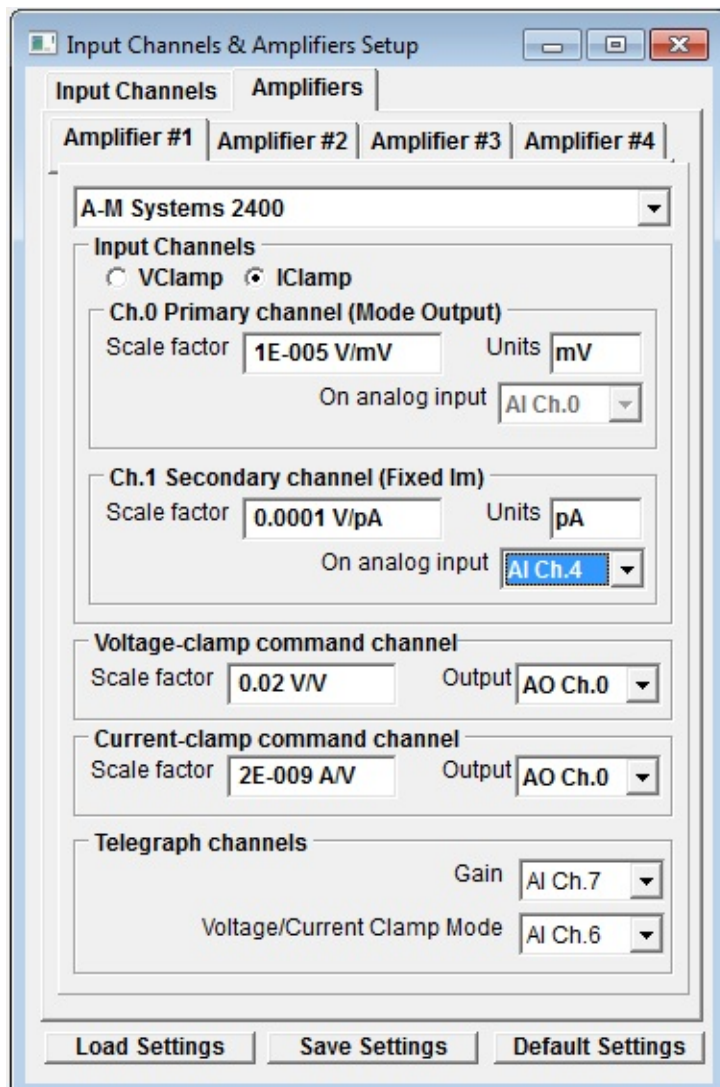 Input Channels & Amplifiers Setup
Input Channels Amplifiers
Amplifier #1 Amplifier #2 Amplifier #3 Amplifier #4
A-M Systems 2400
Input Channels
VClamp IClamp
Ch.0 Primary channel (Mode Output)
Scale factor 1E-005 V/mV Units mV
On analog input AI Ch.0
Ch.1 Secondary channel (Fixed Im)
Scale factor 0.0001 V/pA Units pA
On analog input AI Ch.4
Voltage-clamp command channel
Scale factor 0.02 V/V Output AO Ch.0
Current-clamp command channel
Scale factor 2E-009 A/V Output AO Ch.0
Telegraph channels
Gain AI Ch.7
Voltage/Current Clamp Mode AI Ch.6
Load Settings Save Settings Default Settings